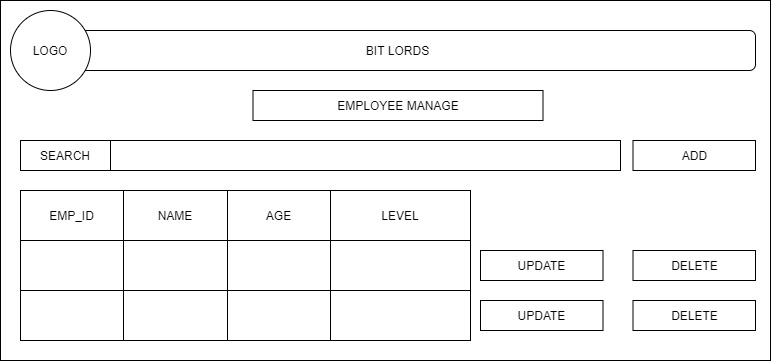 LOGO
BIT LORDS
EMPLOYEE MANAGE
SEARCH
ADD
EMP_ID NAME AGE LEVEL
UPDATE DELETE
UPDATE DELETE